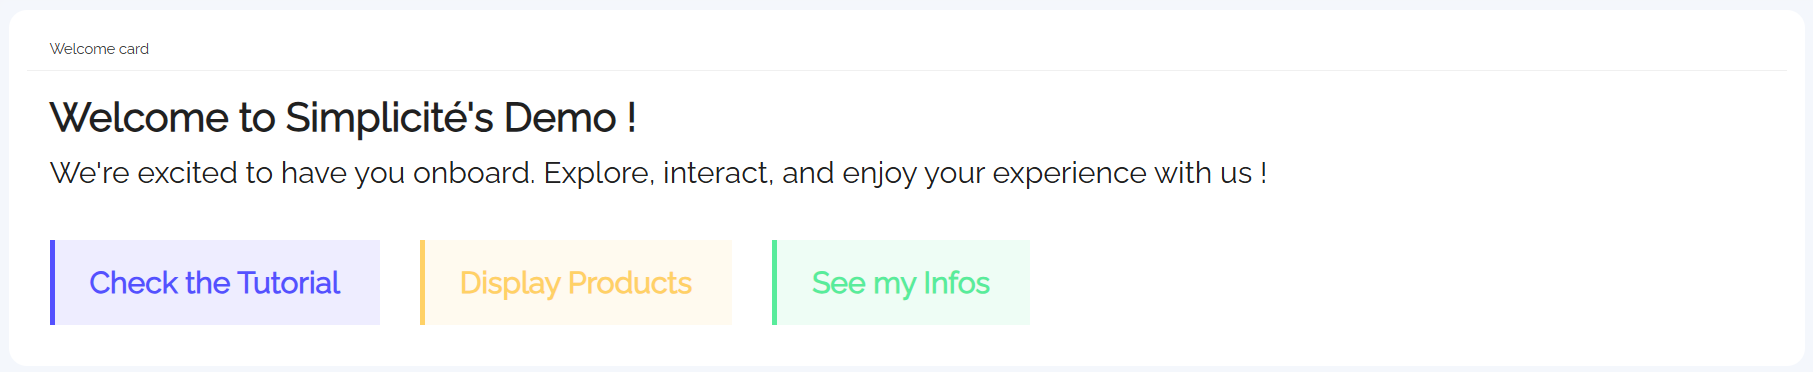 Welcome card
Welcome to Simplicité's Demo !
We're excited to have you onboard. Explore, interact, and enjoy your experience with us !
Check the Tutorial
Display Products
See my Infos